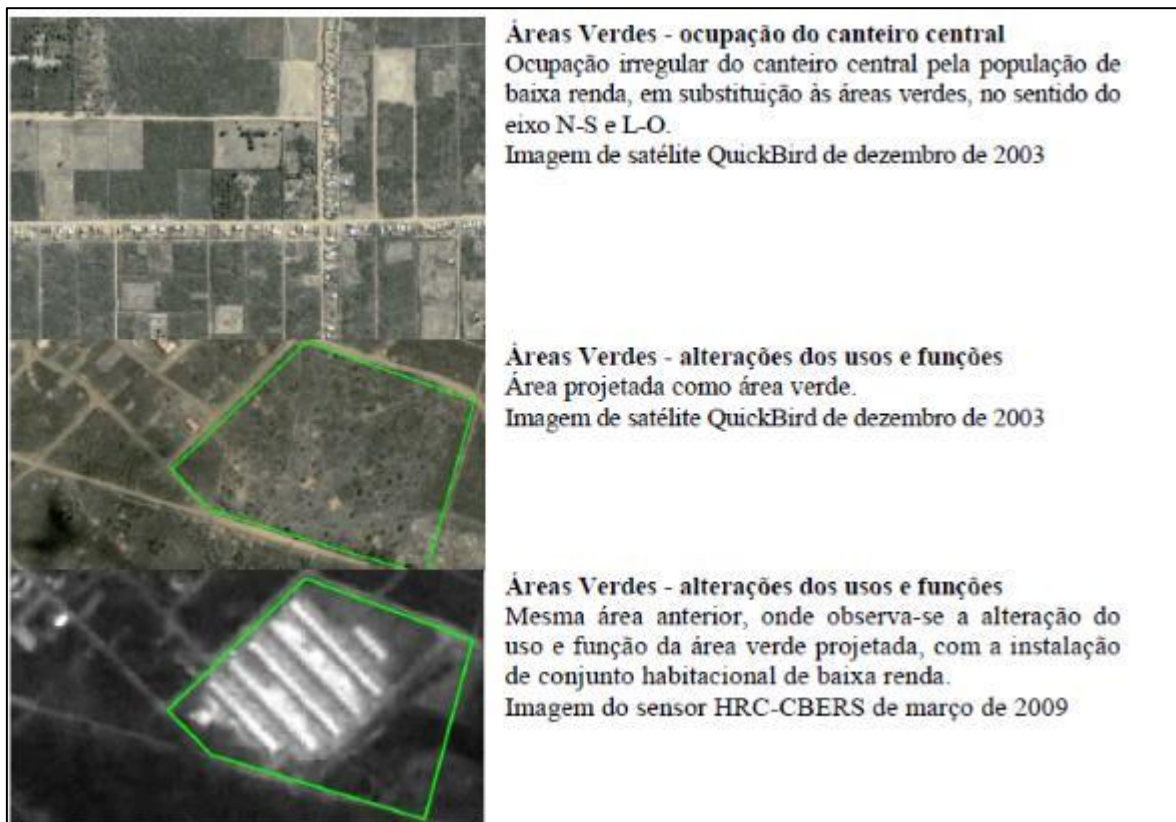 Áreas Verdes - ocupação do canteiro central
Ocupação irregular do canteiro central pela população de
baixa renda, em substituição às áreas verdes, no sentido do
eixo N-S e L-O.
Imagem de satélite QuickBird de dezembro de 2003
Áreas Verdes - alterações dos usos e funções
Área projetada como área verde.
Imagem de satélite QuickBird de dezembro de 2003
Áreas Verdes - alterações dos usos e funções
Mesma área anterior, onde observa-se a alteração do
uso e função da área verde projetada, com a instalação
de conjunto habitacional de baixa renda.
Imagem do sensor HRC-CBERS de março de 2009